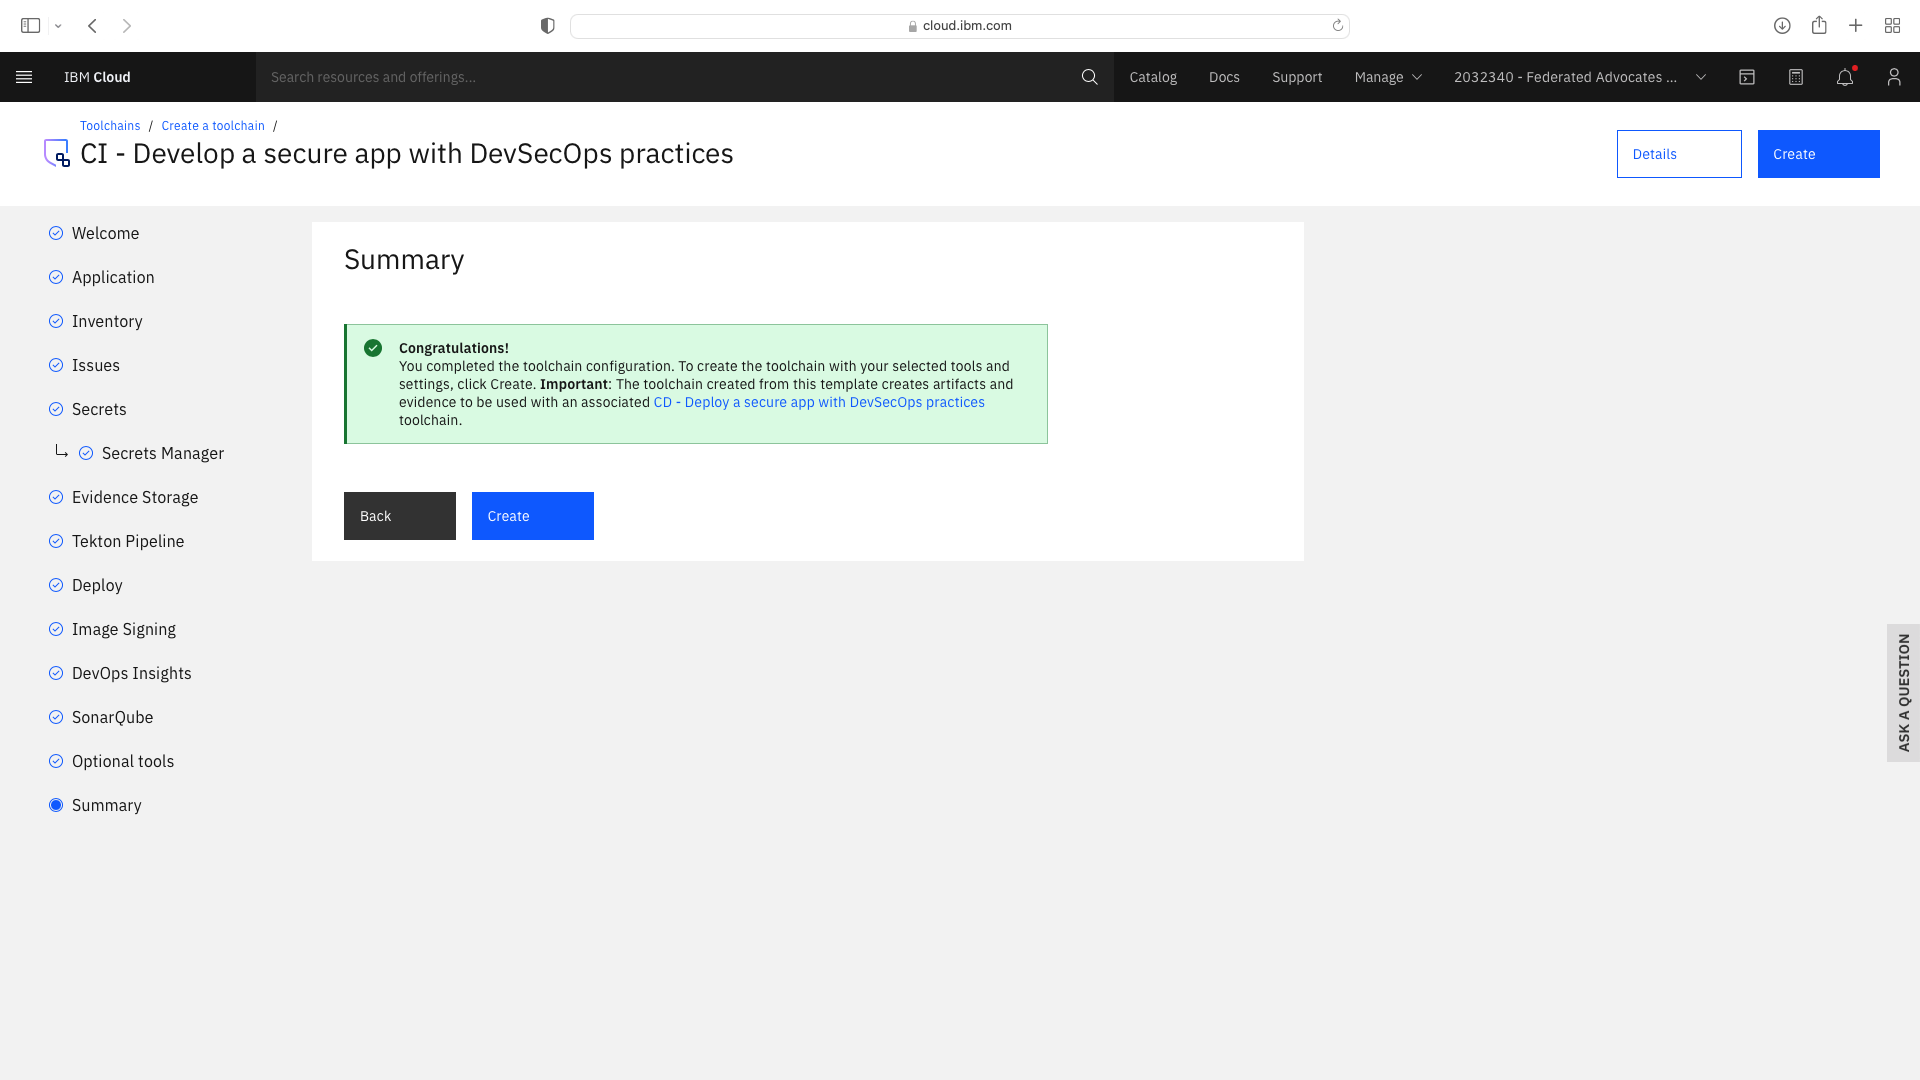 cloud.ibm.com
IBM Cloud
Search resources and offerings...
Catalog
Docs
Support
Manage
2032340 - Federated Advocates ...
Toolchains / Create a toolchain /
CI - Develop a secure app with DevSecOps practices
Details
Create
Welcome
Application
Inventory
Issues
Secrets
Secrets Manager
Evidence Storage
Tekton Pipeline
Deploy
Image Signing
DevOps Insights
SonarQube
Optional tools
Summary
Summary
Congratulations!
You completed the toolchain configuration. To create the toolchain with your selected tools and
settings, click Create. Important: The toolchain created from this template creates artifacts and
evidence to be used with an associated CD - Deploy a secure app with DevSecOps practices
toolchain.
Back
Create
ASK A QUESTION